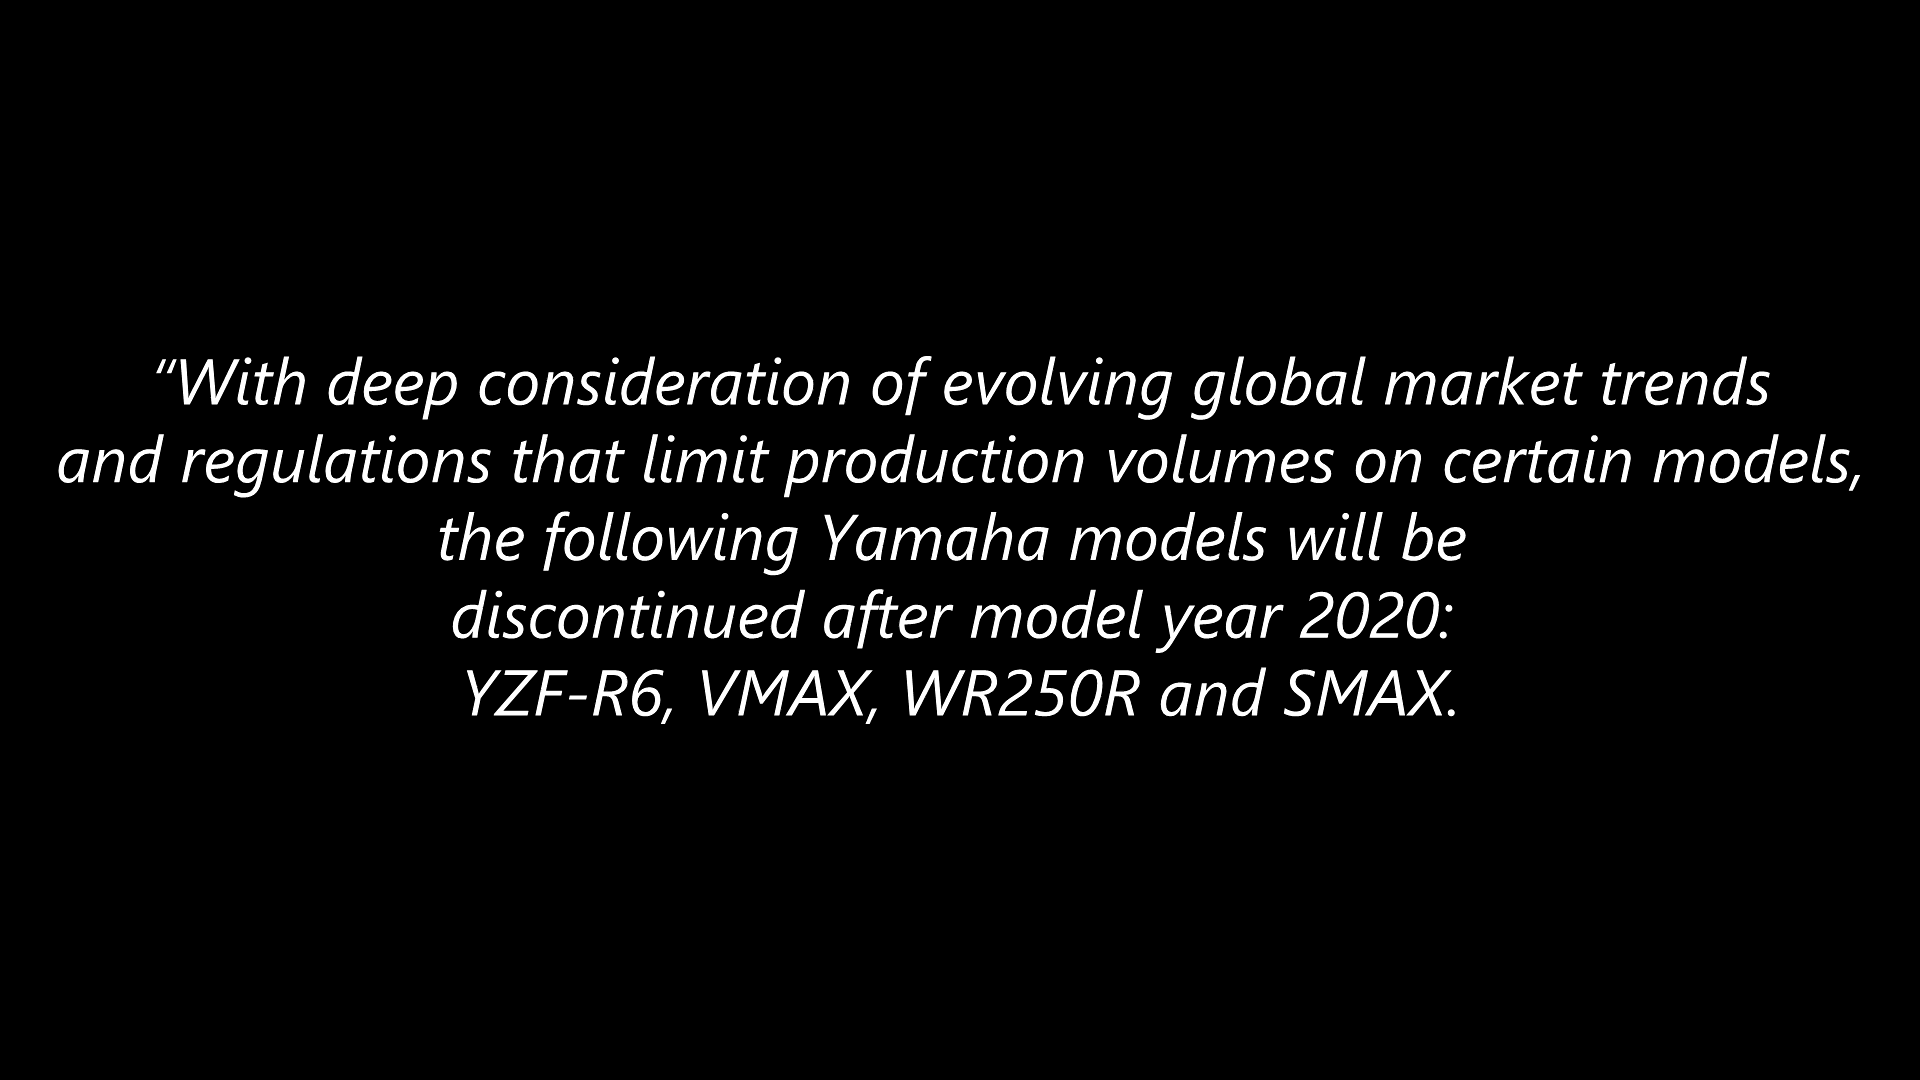 “With deep consideration of evolving global market trends
and regulations that limit production volumes on certain models,
the following Yamaha models will be
discontinued after model year 2020:
YZF-R6, VMAX, WR250R and SMAX.